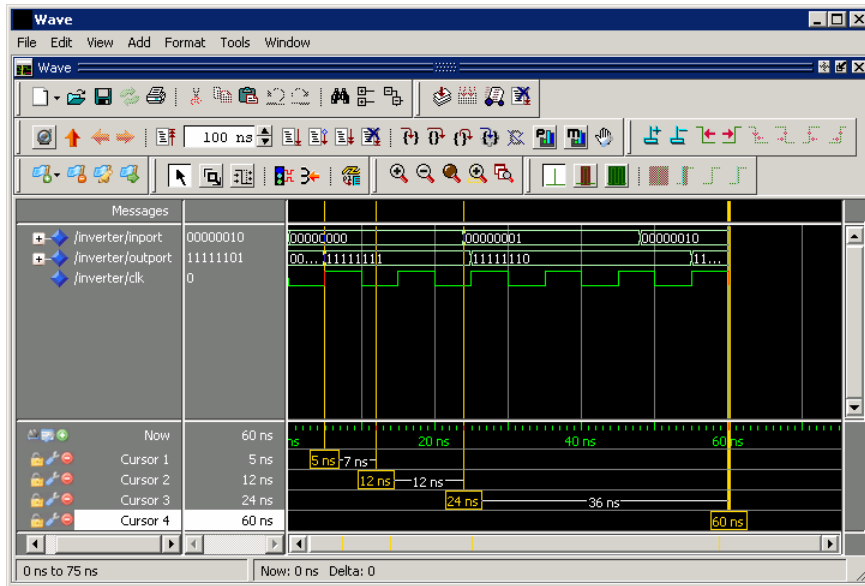 Wave
File Edit View Add Format Tools Window
Wave
100 ns
Messages
/inverter/inport 00000010 00000000 00000001 00000010
/inverter/outport 11111101 00... 11111111 11111110 11...
/inverter/clk 0
Now 60 ns ns 20 ns 40 ns 60 ns
Cursor 1 5 ns 5 ns 7 ns
Cursor 2 12 ns 12 ns 12 ns
Cursor 3 24 ns 24 ns 36 ns
Cursor 4 60 ns 60 ns
0 ns to 75 ns Now: 0 ns Delta: 0